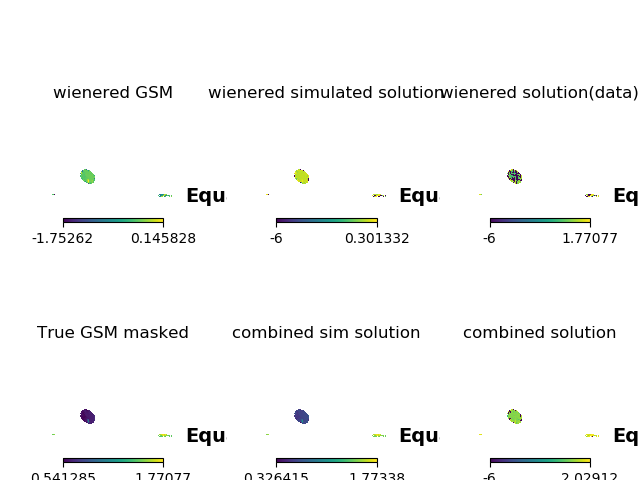 wienered GSM
wienered simulated solution
wienered solution(data)
Equ
Equ
Eq
-1.75262 0.145828
-6 0.301332
-6 1.77077
True GSM masked
combined sim solution
combined solution
Equ
Equ
Eq
0.541285 1.77077
0.326415 1.77338
-6 2.02912